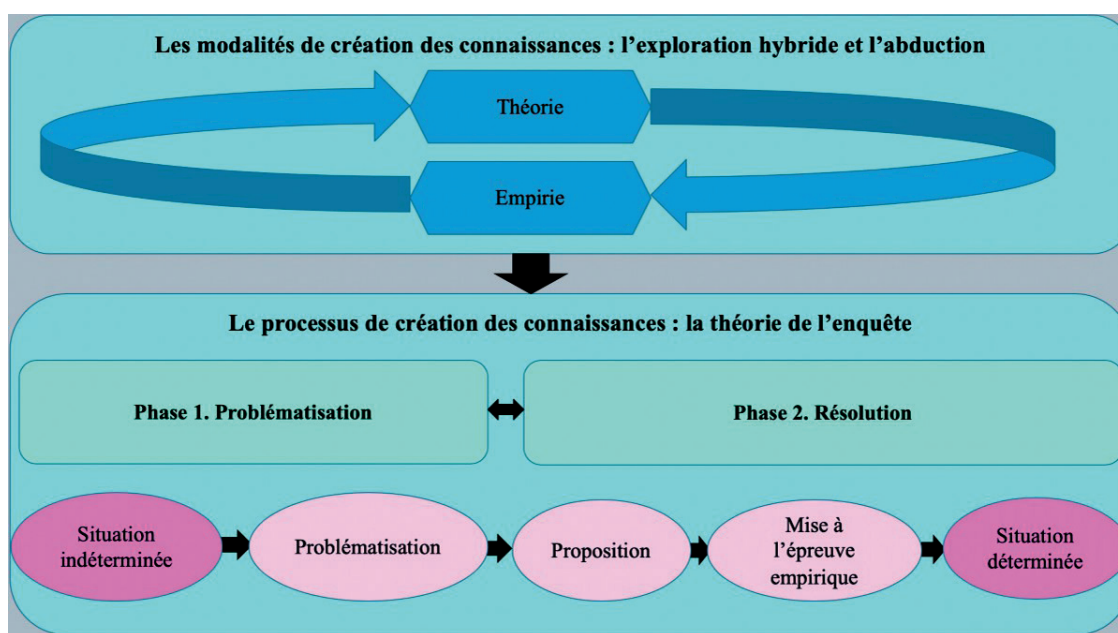 Les modalités de création des connaissances : l’exploration hybride et l’abduction
Théorie
Empirie
Le processus de création des connaissances : la théorie de l’enquête
Phase 1. Problématisation
Phase 2. Résolution
Situation
indéterminée
Problématisation
Proposition
Mise à
l’épreuve
empirique
Situation
déterminée